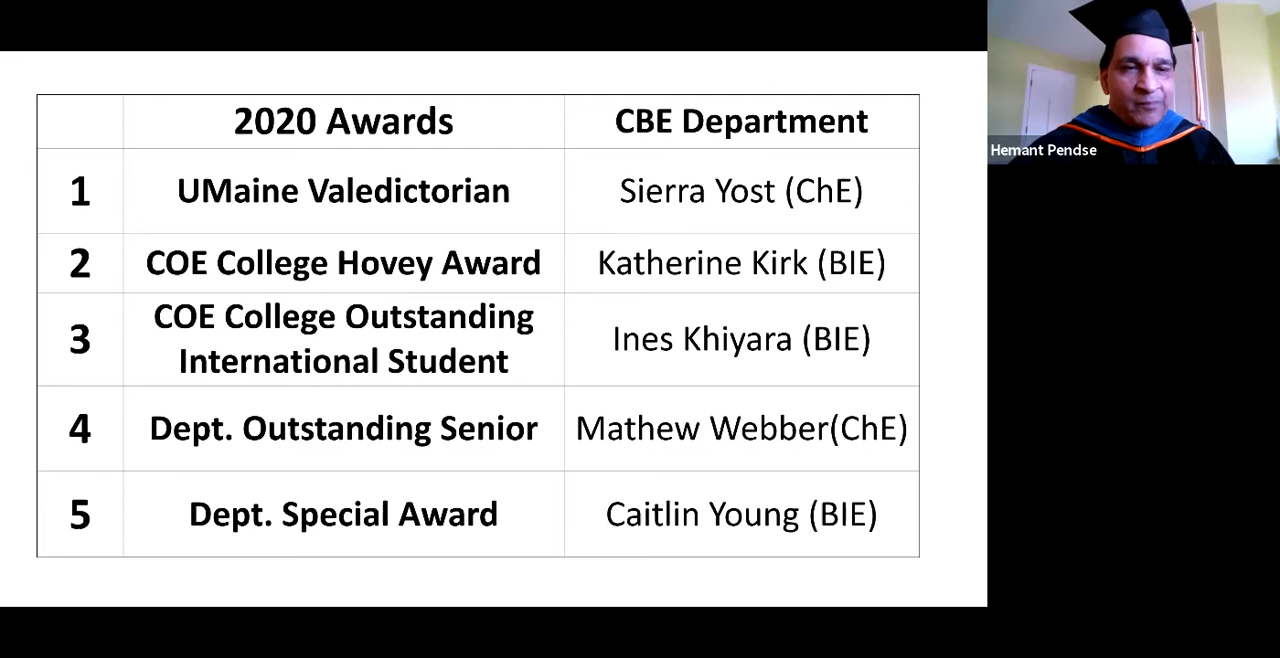 2020 Awards CBE Department
1 UMaine Valedictorian Sierra Yost (ChE)
2 COE College Hovey Award Katherine Kirk (BIE)
3 COE College Outstanding International Student Ines Khiyara (BIE)
4 Dept. Outstanding Senior Mathew Webber(ChE)
5 Dept. Special Award Caitlin Young (BIE)
Hemant Pendse